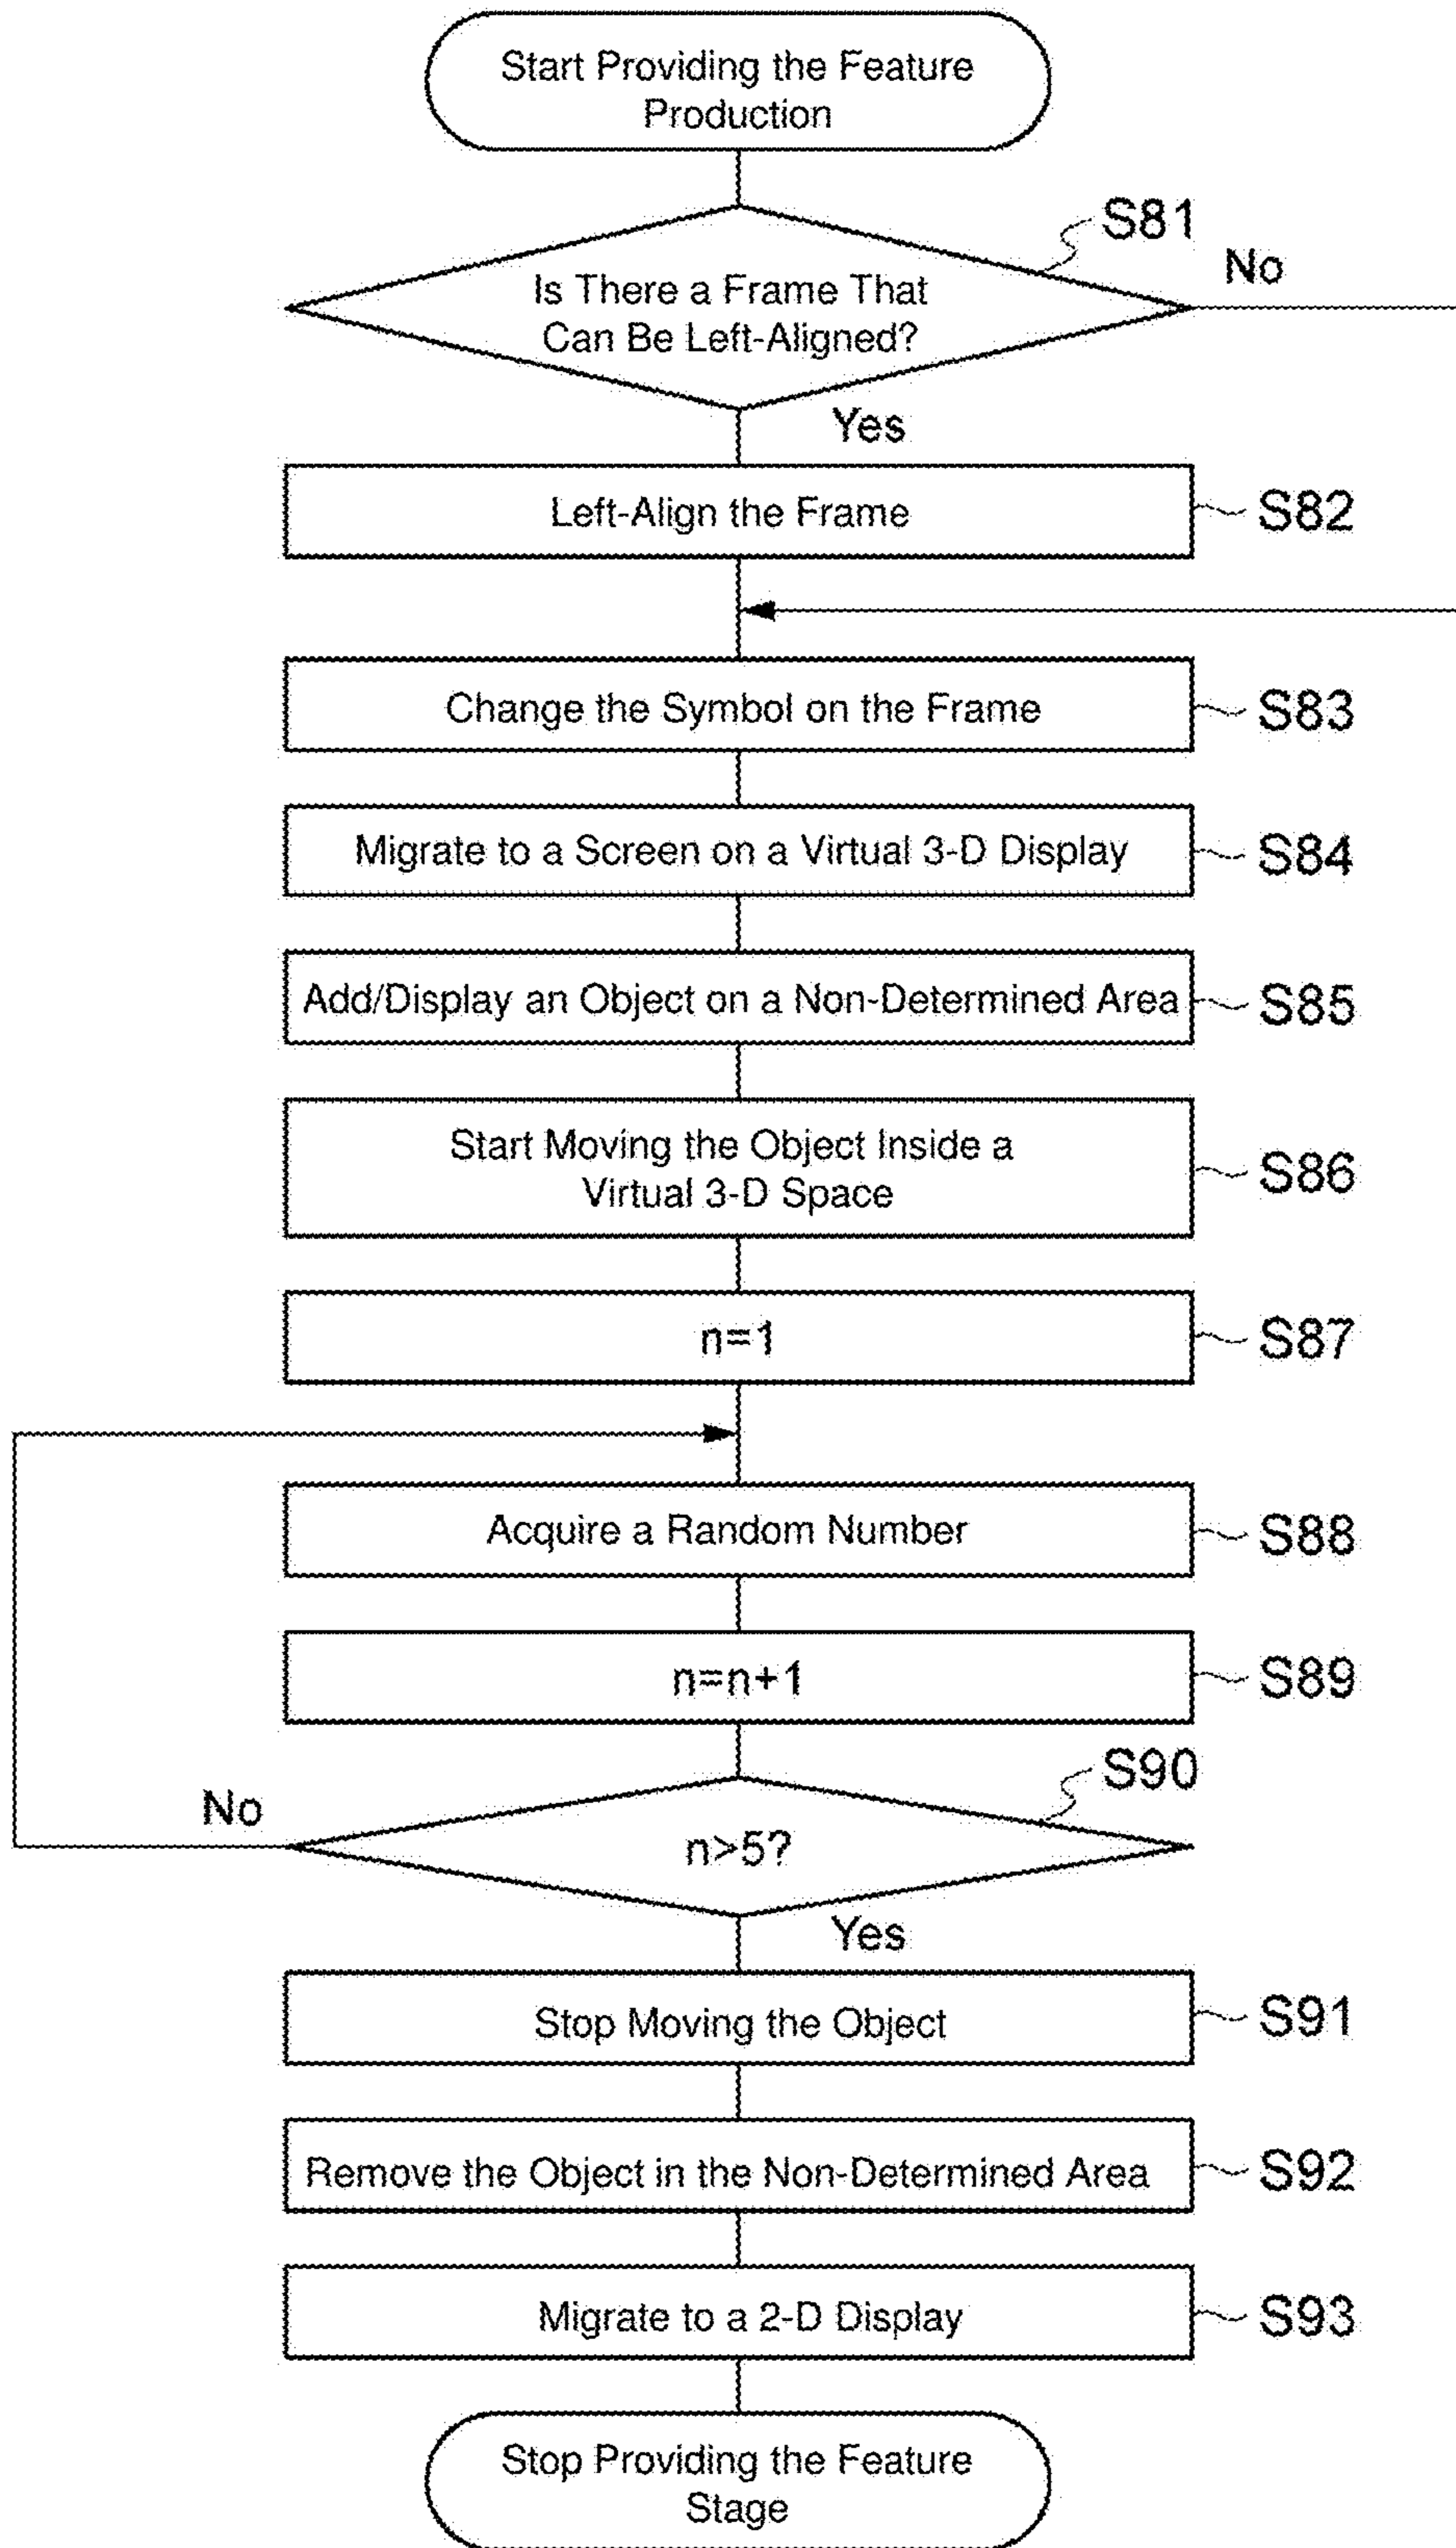 Start Providing the Feature
Production
S81
No
Is There a Frame That
Can Be Left-Aligned?
Yes
Left-Align the Frame
S82
Change the Symbol on the Frame
S83
Migrate to a Screen on a Virtual 3-D Display
S84
Add/Display an Object on a Non-Determined Area
S85
Start Moving the Object Inside a
Virtual 3-D Space
S86
n=1
S87
Acquire a Random Number
S88
n=n+1
S89
S90
No
n>5?
Yes
Stop Moving the Object
S91
Remove the Object in the Non-Determined Area
S92
Migrate to a 2-D Display
S93
Stop Providing the Feature
Stage